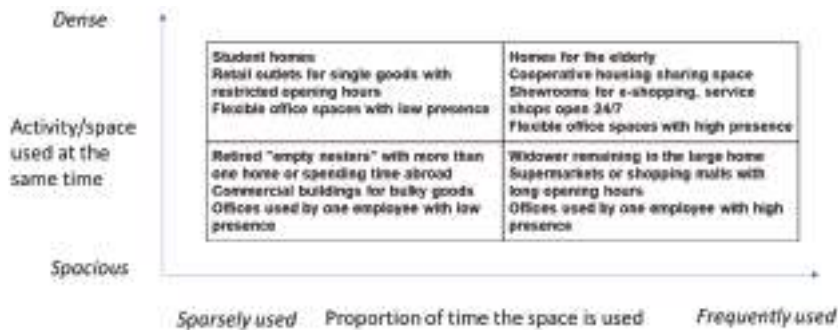 Dense
Student homes
Retail outlets for single goods with
restricted opening hours
Flexible office spaces with low presence
Homes for the elderly
Cooperative housing sharing space
Showrooms for e-shopping, service
shops open 24/7
Flexible office spaces with high presence
Activity/space
used at the
same time
Retired "empty nesters" with more than
one home or spending time abroad
Commercial buildings for bulky goods
Offices used by one employee with low
presence
Widower remaining in the large home
Supermarkets or shopping malls with
long opening hours
Offices used by one employee with high
presence
Spacious
Sparsely used Proportion of time the space is used Frequently used